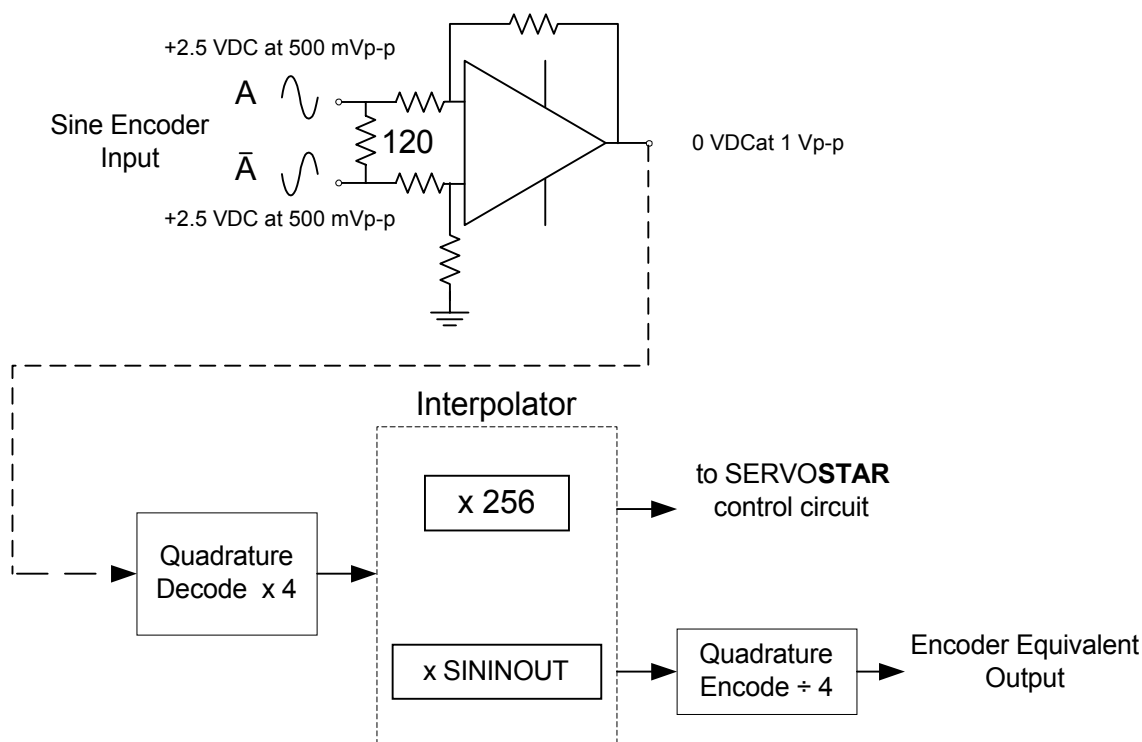 +2.5 VDC at 500 mVp-p
A
Sine Encoder
Input
120
Ā
+2.5 VDC at 500 mVp-p
0 VDCat 1 Vp-p
Interpolator
x 256
to SERVOSTAR
control circuit
Quadrature
Decode x 4
x SININOUT
Quadrature
Encode ÷ 4
Encoder Equivalent
Output